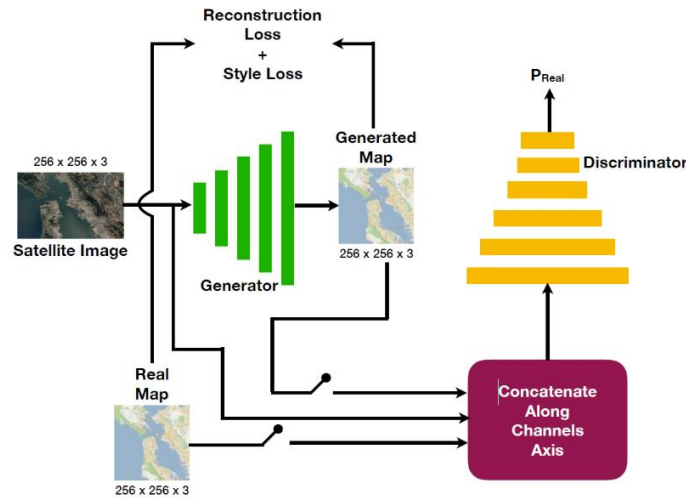 Reconstruction
Loss
+
Style Loss
P_Real
256 x 256 x 3
Satellite Image
Generator
Generated
Map
256 x 256 x 3
Discriminator
Real
Map
256 x 256 x 3
Concatenate
Along
Channels
Axis